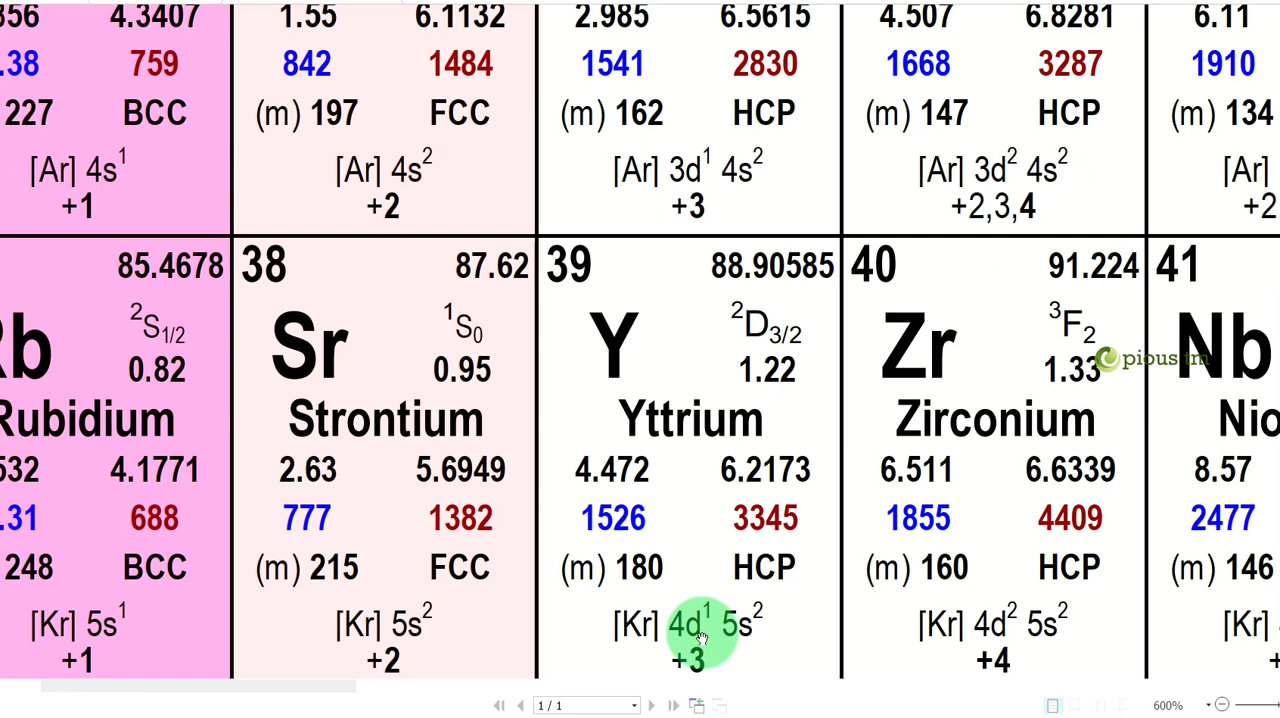 356 4.3407 1.55 6.1132 2.985 6.5615 4.507 6.8281 6.11
.38 759 842 1484 1541 2830 1668 3287 1910
227 BCC (m) 197 FCC (m) 162 HCP (m) 147 HCP (m) 134
[Ar] 4s¹ [Ar] 4s² [Ar] 3d¹ 4s² [Ar] 3d² 4s² [Ar]
+1 +2 +3 +2,3,4 +2
85.4678 38 87.62 39 88.90585 40 91.224 41
²S1/2 ¹S0 ²D3/2 ³F2
Rb Sr Y Zr Nb
0.82 0.95 1.22 1.33
pious tm
Rubidium Strontium Yttrium Zirconium Nio
532 4.1771 2.63 5.6949 4.472 6.2173 6.511 6.6339 8.57
.31 688 777 1382 1526 3345 1855 4409 2477
248 BCC (m) 215 FCC (m) 180 HCP (m) 160 HCP (m) 146
[Kr] 5s¹ [Kr] 5s² [Kr] 4d¹ 5s² [Kr] 4d² 5s² [Kr]
+1 +2 +3 +4 +
1 / 1 600%